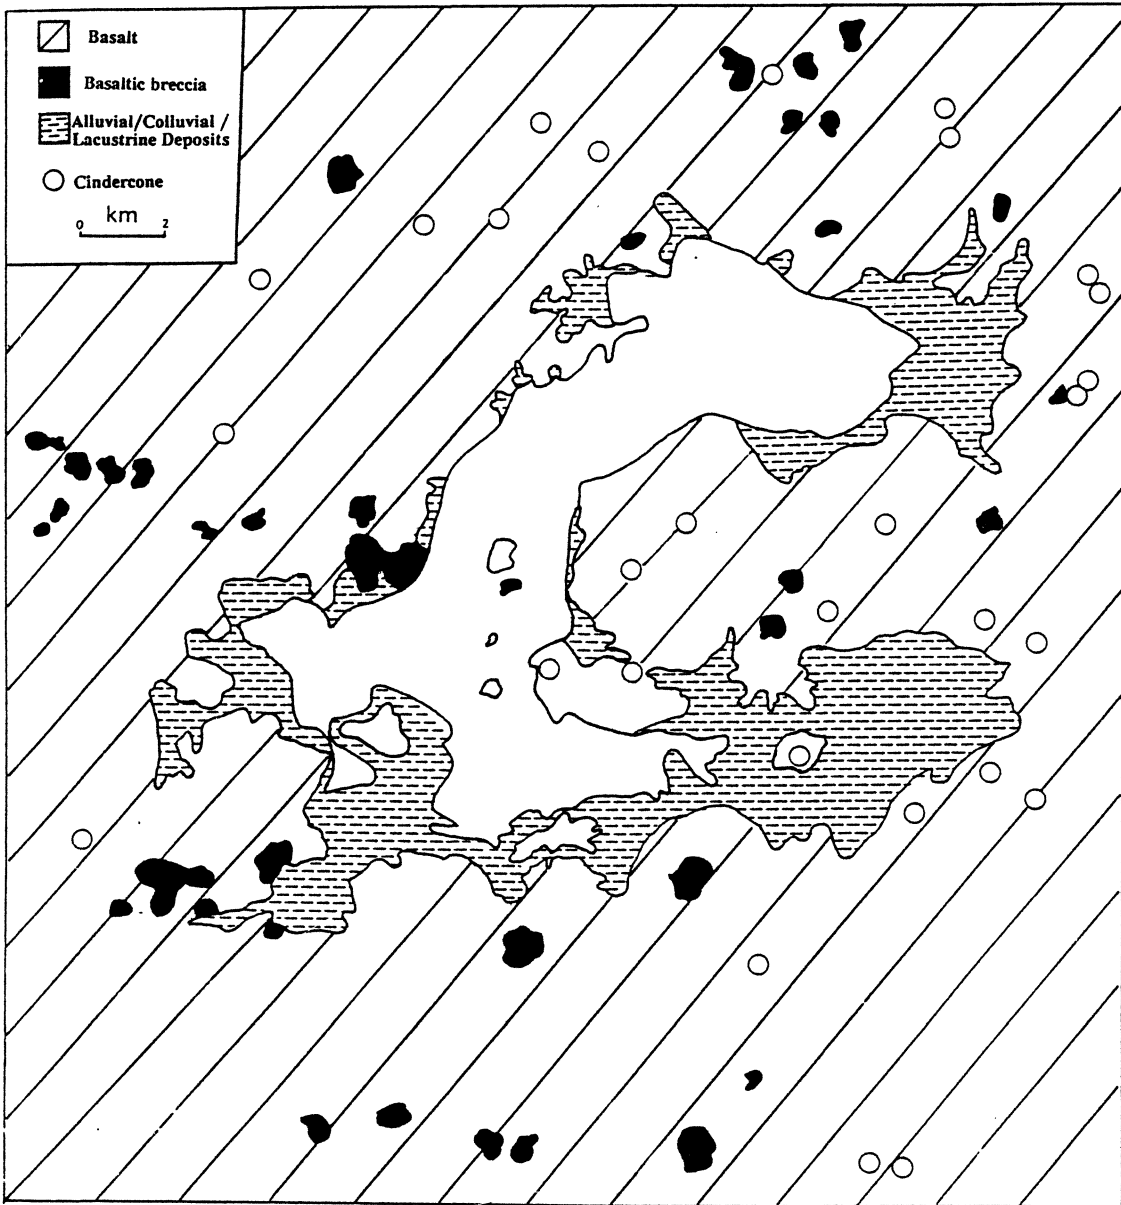 Basalt
Basaltic breccia
Alluvial/Colluvial /
Lacustrine Deposits
Cindercone
km
0 2